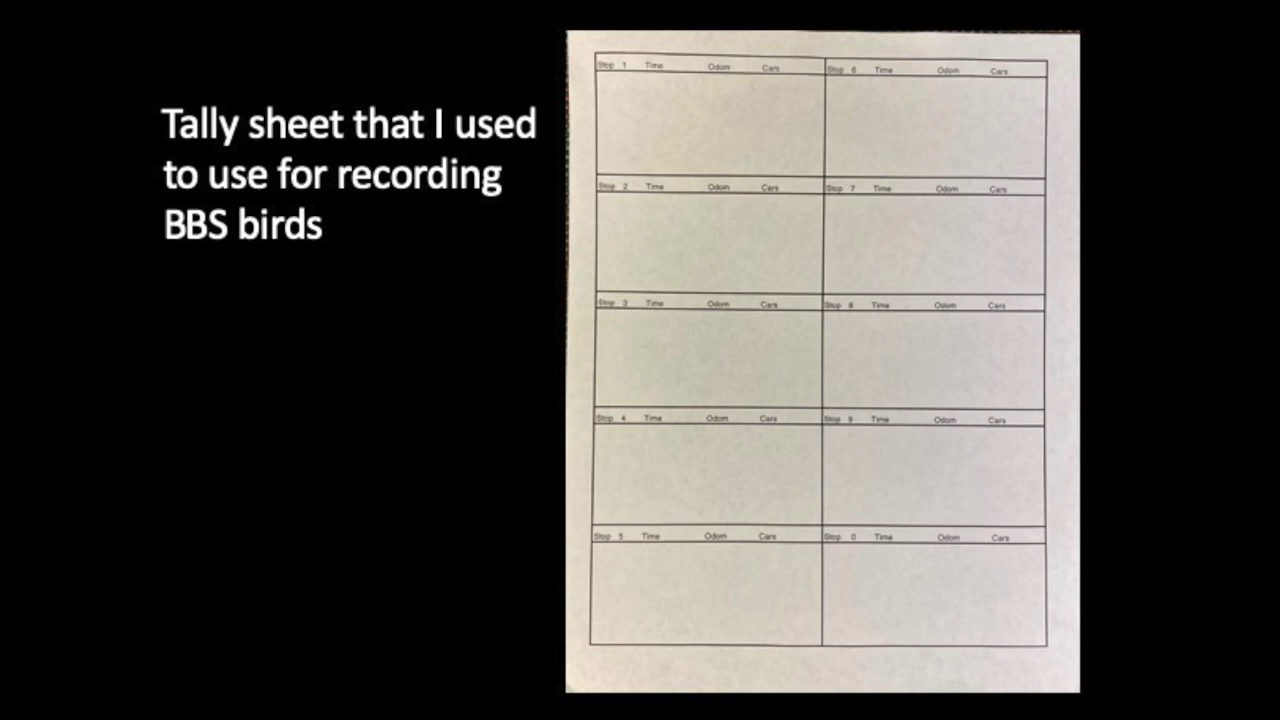 Tally sheet that I used
to use for recording
BBS birds
Stop 1 Time Odom Cars
Stop 2 Time Odom Cars
Stop 3 Time Odom Cars
Stop 4 Time Odom Cars
Stop 5 Time Odom Cars
Stop 6 Time Odom Cars
Stop 7 Time Odom Cars
Stop 8 Time Odom Cars
Stop 9 Time Odom Cars
Stop 0 Time Odom Cars